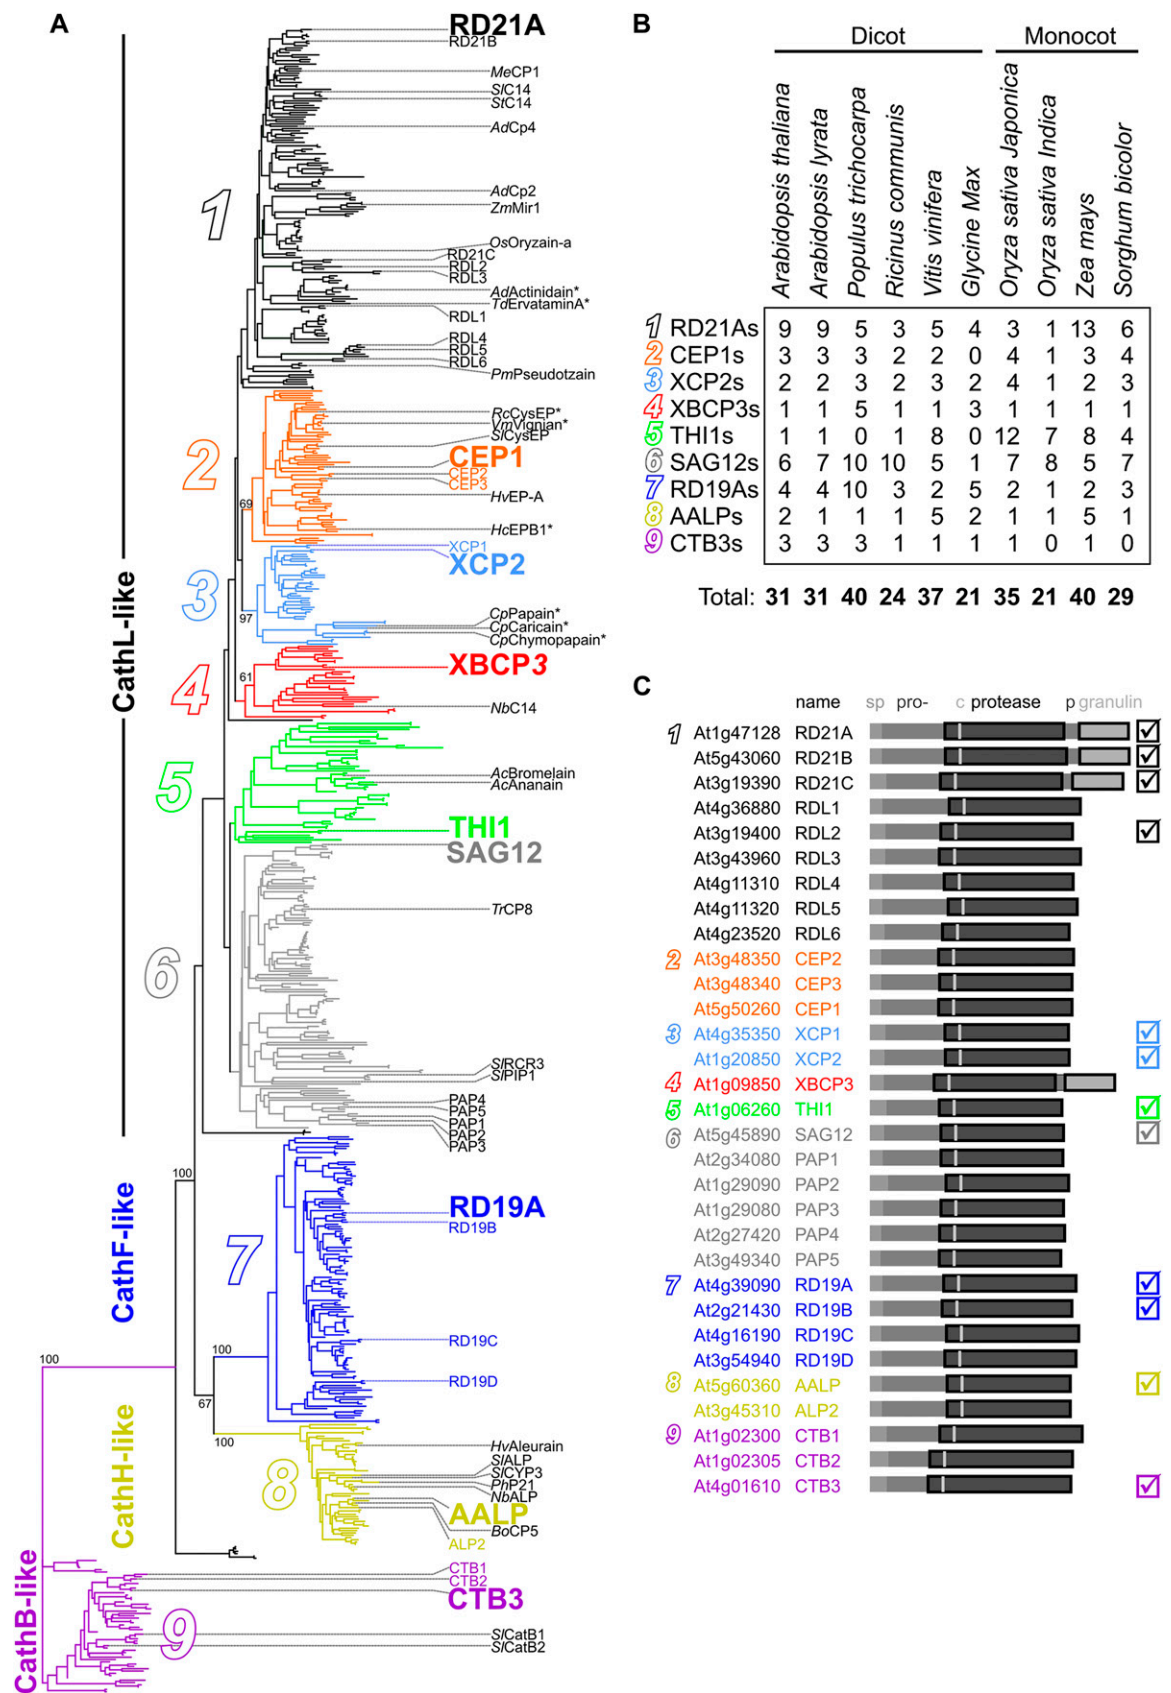 A
CathL-like
CathF-like
CathH-like
CathB-like
1
2
3
4
5
6
7
8
9
RD21A
RD21B
MeCP1
SlC14
StC14
AdCp4
AdCp2
ZmMir1
OsOryzain-a
RD21C
RDL2
RDL3
AdActinidain*
TdErvataminA*
RDL1
RDL4
RDL5
RDL6
PmPseudotzain
RcCysEP*
VmVignian*
SlCysEP
CEP1
CEP2
CEP3
HvEP-A
HcEPB1*
XCP1
XCP2
CpPapain*
CpCaricain*
CpChymopapain*
XBCP3
NbC14
AcBromelain
AcAnanain
THI1
SAG12
TrCP8
SlRCR3
SlPIP1
PAP4
PAP5
PAP1
PAP2
PAP3
RD19A
RD19B
RD19C
RD19D
HvAleurain
SlALP
SlCYP3
PhP21
NbALP
AALP
BoCP5
ALP2
CTB1
CTB2
CTB3
SlCatB1
SlCatB2
69
97
61
100
100
100
67
100
B
Dicot Monocot
Arabidopsis thaliana
Arabidopsis lyrata
Populus trichocarpa
Ricinus communis
Vitis vinifera
Glycine Max
Oryza sativa Japonica
Oryza sativa Indica
Zea mays
Sorghum bicolor
1 RD21As 9 9 5 3 5 4 3 1 13 6
2 CEP1s 3 3 3 2 2 0 4 1 3 4
3 XCP2s 2 2 3 2 3 2 4 1 2 3
4 XBCP3s 1 1 5 1 1 3 1 1 1 1
5 THI1s 1 1 0 1 8 0 12 7 8 4
6 SAG12s 6 7 10 10 5 1 7 8 5 7
7 RD19As 4 4 10 3 2 5 2 1 2 3
8 AALPs 2 1 1 1 5 2 1 1 5 1
9 CTB3s 3 3 3 1 1 1 1 0 1 0
Total: 31 31 40 24 37 21 35 21 40 29
C
name sp pro- c protease p granulin
1 At1g47128 RD21A
At5g43060 RD21B
At3g19390 RD21C
At4g36880 RDL1
At3g19400 RDL2
At3g43960 RDL3
At4g11310 RDL4
At4g11320 RDL5
At4g23520 RDL6
2 At3g48350 CEP2
At3g48340 CEP3
At5g50260 CEP1
3 At4g35350 XCP1
At1g20850 XCP2
4 At1g09850 XBCP3
5 At1g06260 THI1
6 At5g45890 SAG12
At2g34080 PAP1
At1g29090 PAP2
At1g29080 PAP3
At2g27420 PAP4
At3g49340 PAP5
7 At4g39090 RD19A
At2g21430 RD19B
At4g16190 RD19C
At3g54940 RD19D
8 At5g60360 AALP
At3g45310 ALP2
9 At1g02300 CTB1
At1g02305 CTB2
At4g01610 CTB3